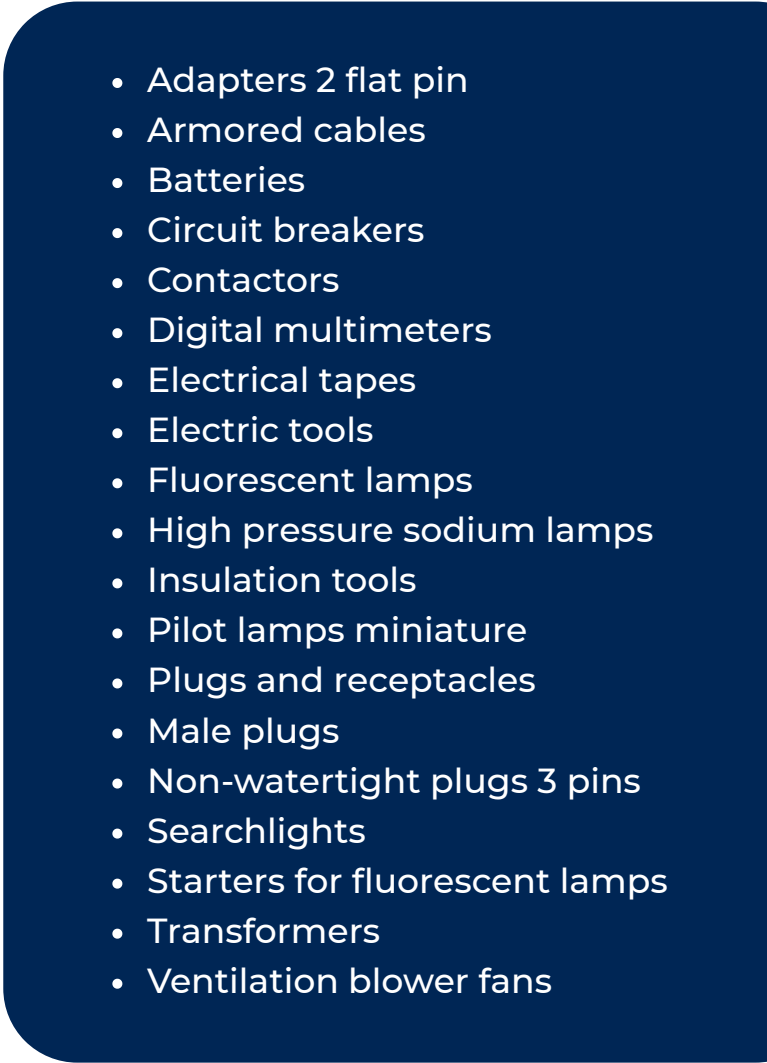 • Adapters 2 flat pin
• Armored cables
• Batteries
• Circuit breakers
• Contactors
• Digital multimeters
• Electrical tapes
• Electric tools
• Fluorescent lamps
• High pressure sodium lamps
• Insulation tools
• Pilot lamps miniature
• Plugs and receptacles
• Male plugs
• Non-watertight plugs 3 pins
• Searchlights
• Starters for fluorescent lamps
• Transformers
• Ventilation blower fans